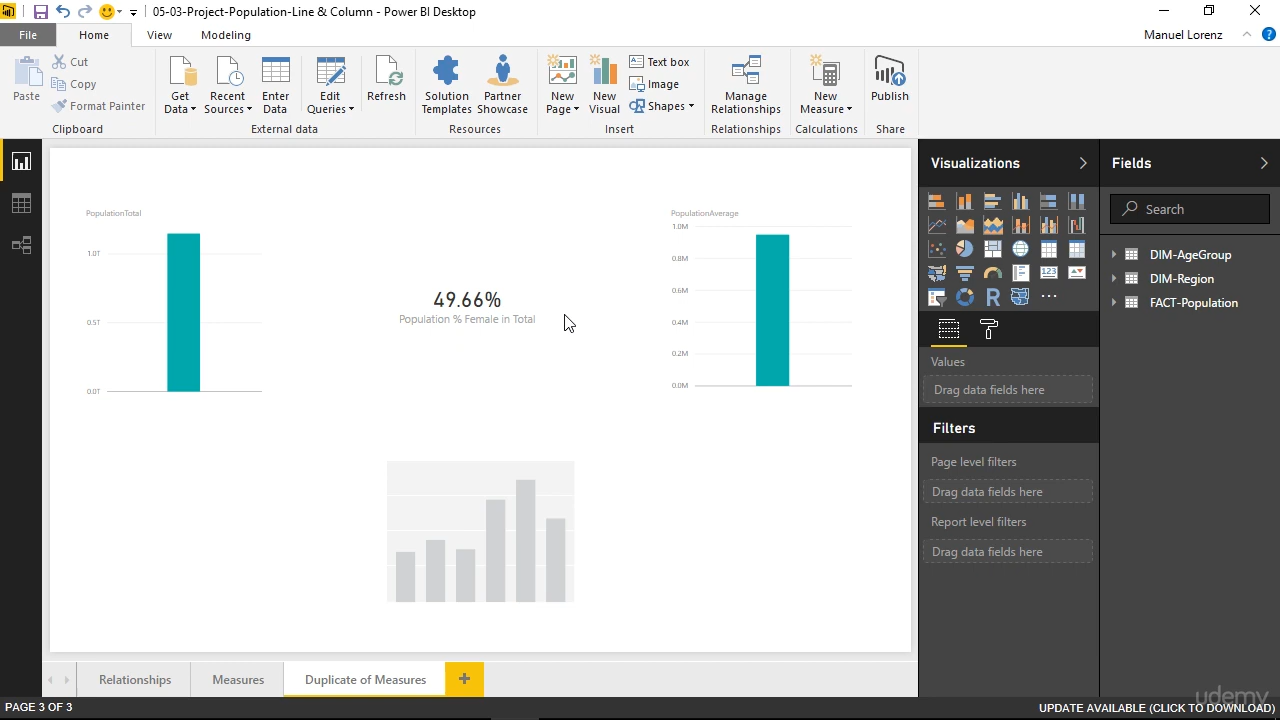 05-03-Project-Population-Line & Column - Power BI Desktop
File
Home
View
Modeling
Manuel Lorenz
Paste
Cut
Copy
Format Painter
Get Data
Recent Sources
Enter Data
Edit Queries
Refresh
Solution Templates
Partner Showcase
New Page
New Visual
Text box
Image
Shapes
Manage Relationships
New Measure
Publish
Clipboard
External data
Resources
Insert
Relationships
Calculations
Share
PopulationTotal
1.0T
0.5T
0.0T
49.66%
Population % Female in Total
PopulationAverage
1.0M
0.8M
0.6M
0.4M
0.2M
0.0M
Visualizations
R
123
Values
Drag data fields here
Filters
Page level filters
Drag data fields here
Report level filters
Drag data fields here
Fields
Search
DIM-AgeGroup
DIM-Region
FACT-Population
Relationships
Measures
Duplicate of Measures
+
PAGE 3 OF 3
UPDATE AVAILABLE (CLICK TO DOWNLOAD)
udemy